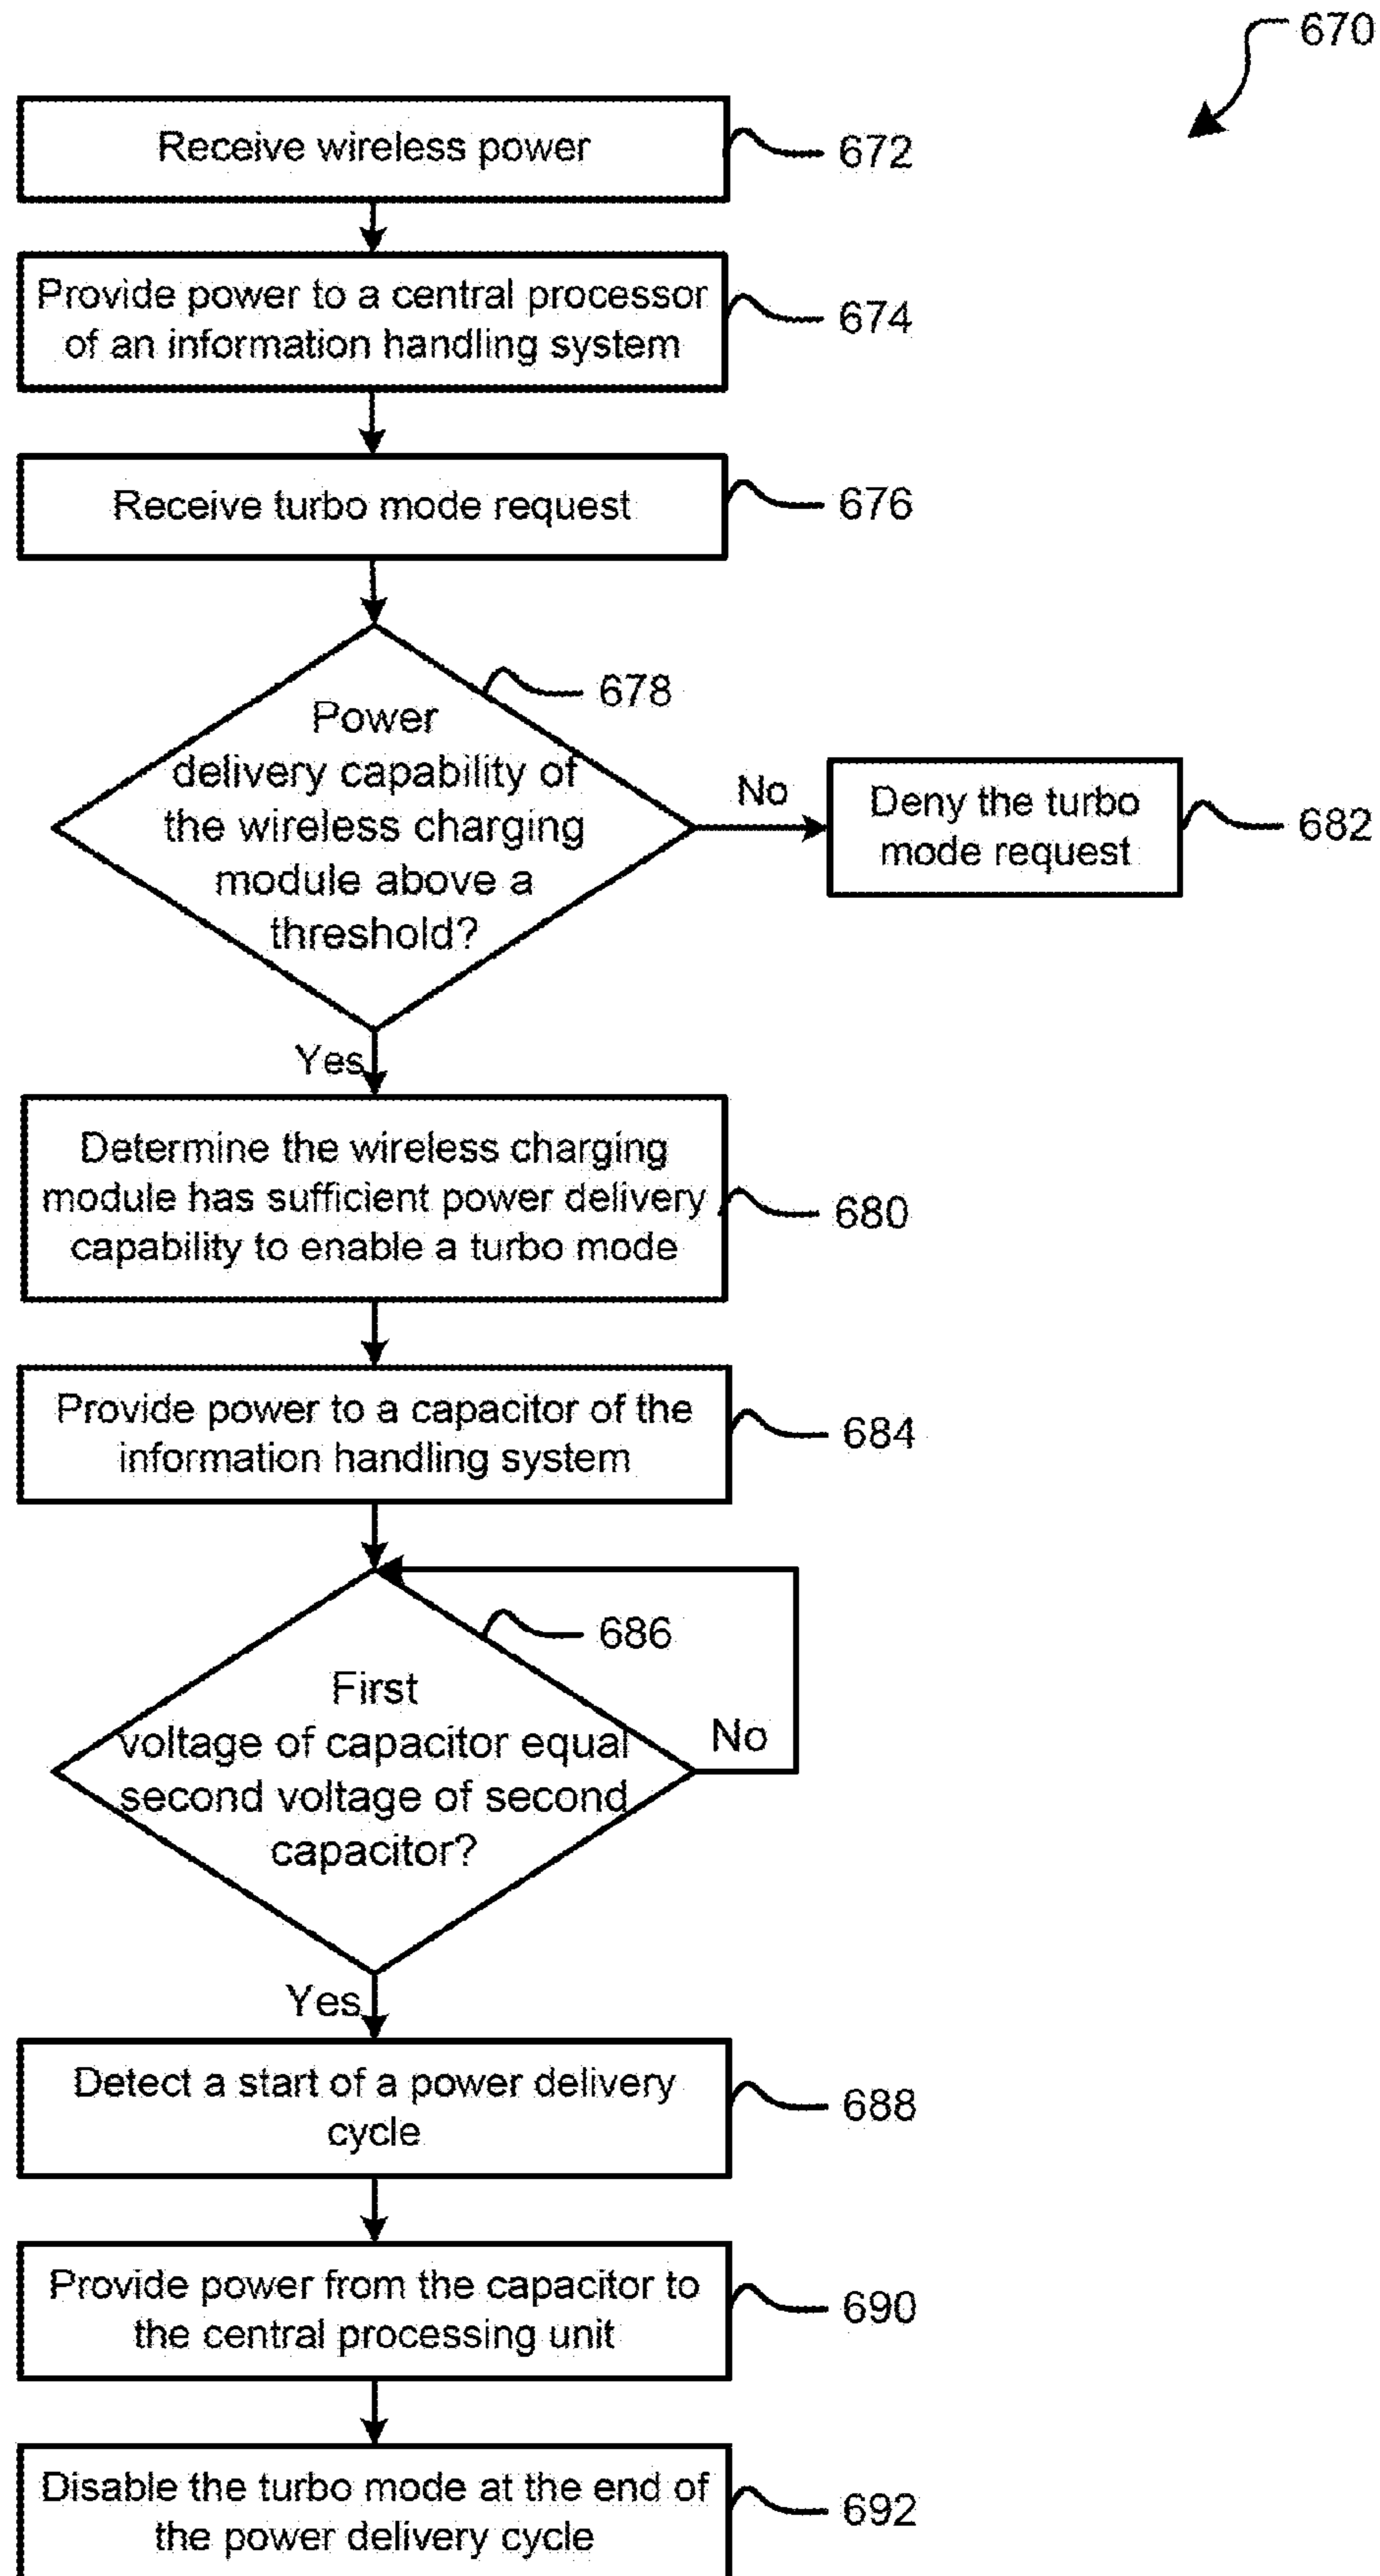 670
Receive wireless power
672
Provide power to a central processor
of an information handling system
674
Receive turbo mode request
676
678
Power
delivery capability of
the wireless charging
module above a
threshold?
No
Deny the turbo
mode request
682
Yes
Determine the wireless charging
module has sufficient power delivery
capability to enable a turbo mode
680
Provide power to a capacitor of the
information handling system
684
686
First
voltage of capacitor equal
second voltage of second
capacitor?
No
Yes
Detect a start of a power delivery
cycle
688
Provide power from the capacitor to
the central processing unit
690
Disable the turbo mode at the end of
the power delivery cycle
692